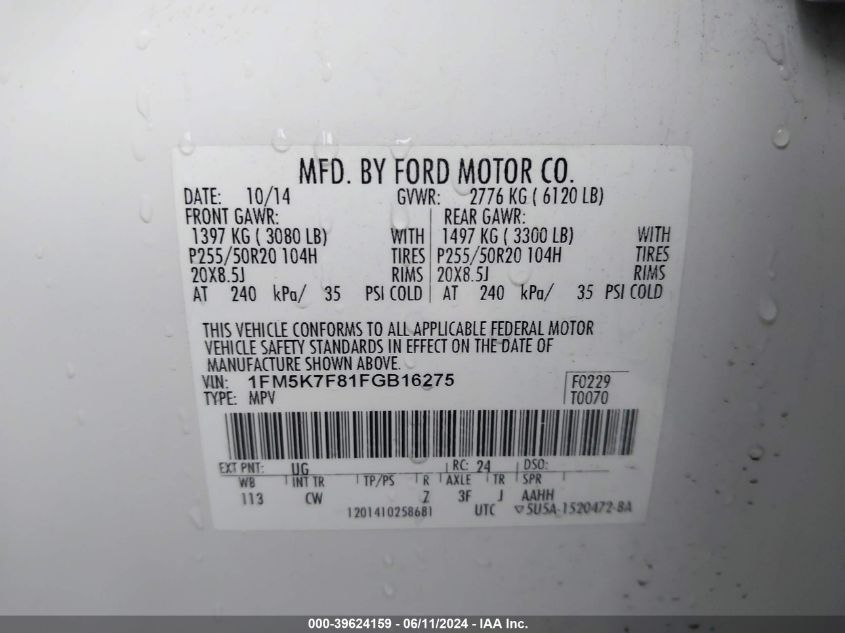 MFD. BY FORD MOTOR CO.
DATE: 10/14 GVWR: 2776 KG ( 6120 LB)
FRONT GAWR: REAR GAWR:
1397 KG ( 3080 LB) WITH 1497 KG ( 3300 LB) WITH
P255/50R20 104H TIRES P255/50R20 104H TIRES
20X8.5J RIMS 20X8.5J RIMS
AT 240 kPa/ 35 PSI COLD AT 240 kPa/ 35 PSI COLD
THIS VEHICLE CONFORMS TO ALL APPLICABLE FEDERAL MOTOR
VEHICLE SAFETY STANDARDS IN EFFECT ON THE DATE OF
MANUFACTURE SHOWN ABOVE.
VIN: 1FM5K7F81FGB16275 F0229
TYPE: MPV T0070
EXT PNT: UG RC: 24 DSO:
WB INT TR TP/PS R AXLE TR SPR
113 CW Z 3F J AAHH
1201410258681 UTC ▽5U5A-1520472-BA
000-39624159 - 06/11/2024 - IAA Inc.